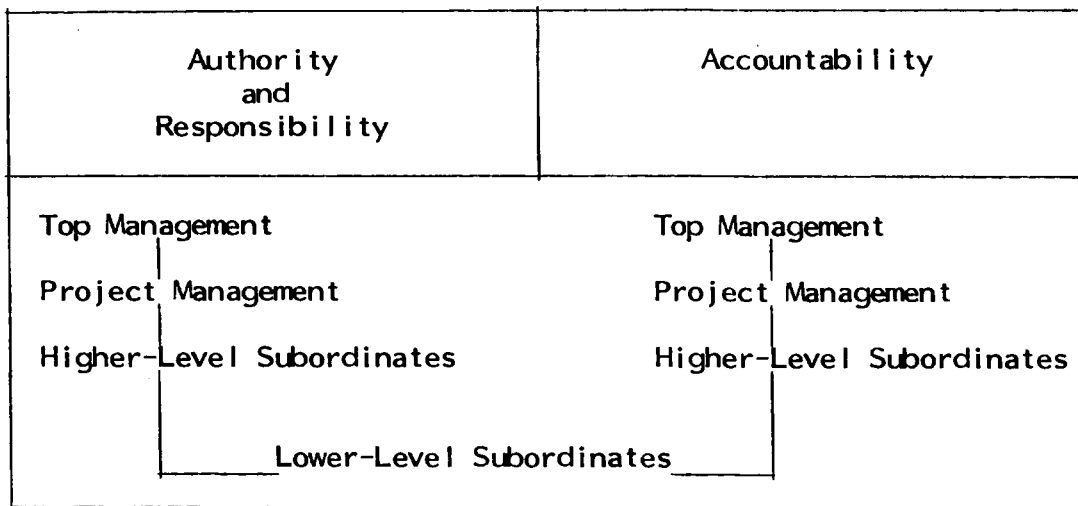 Authority
and
Responsibility
Accountability
Top Management
Project Management
Higher-Level Subordinates
Top Management
Project Management
Higher-Level Subordinates
Lower-Level Subordinates